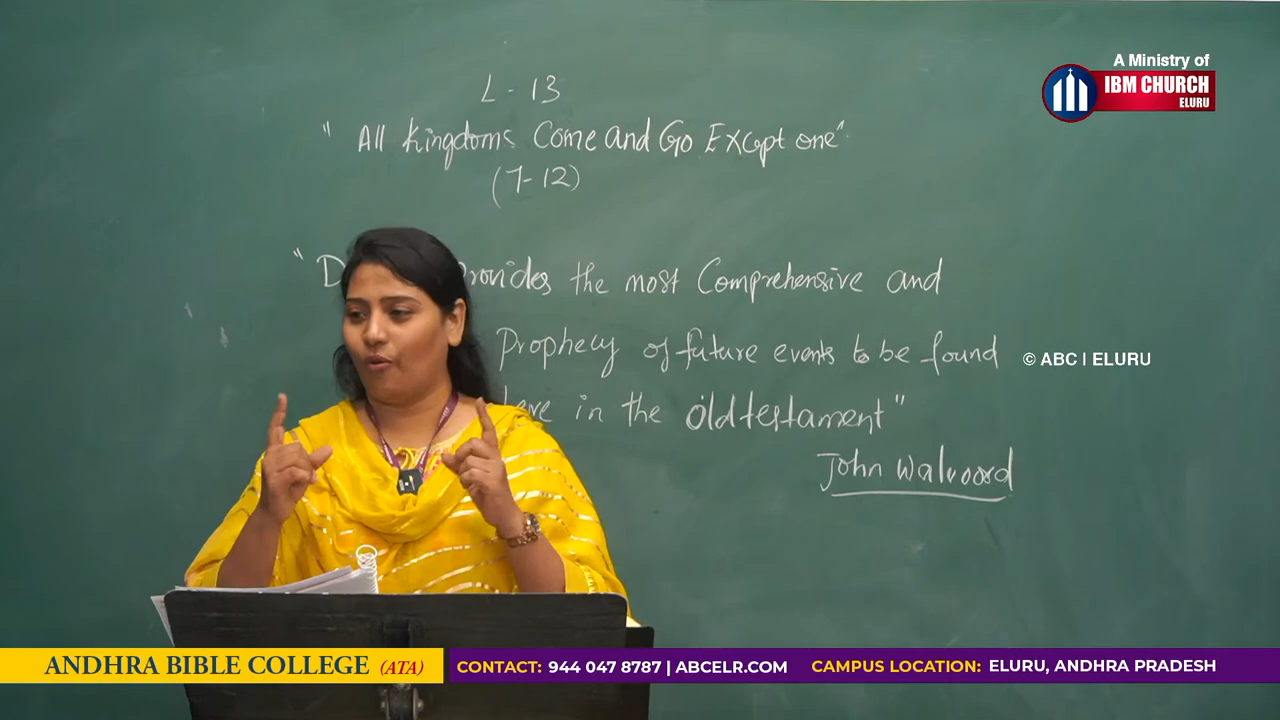 L - 13
"All Kingdoms Come and Go Except one"
(7-12)
" D rovides the most Comprehensive and
Prophecy of future events to be found
ere in the old testament"
John Walvoord
A Ministry of
IBM CHURCH
ELURU
© ABC | ELURU
ANDHRA BIBLE COLLEGE (ATA)
CONTACT: 944 047 8787 | ABCELR.COM
CAMPUS LOCATION: ELURU, ANDHRA PRADESH